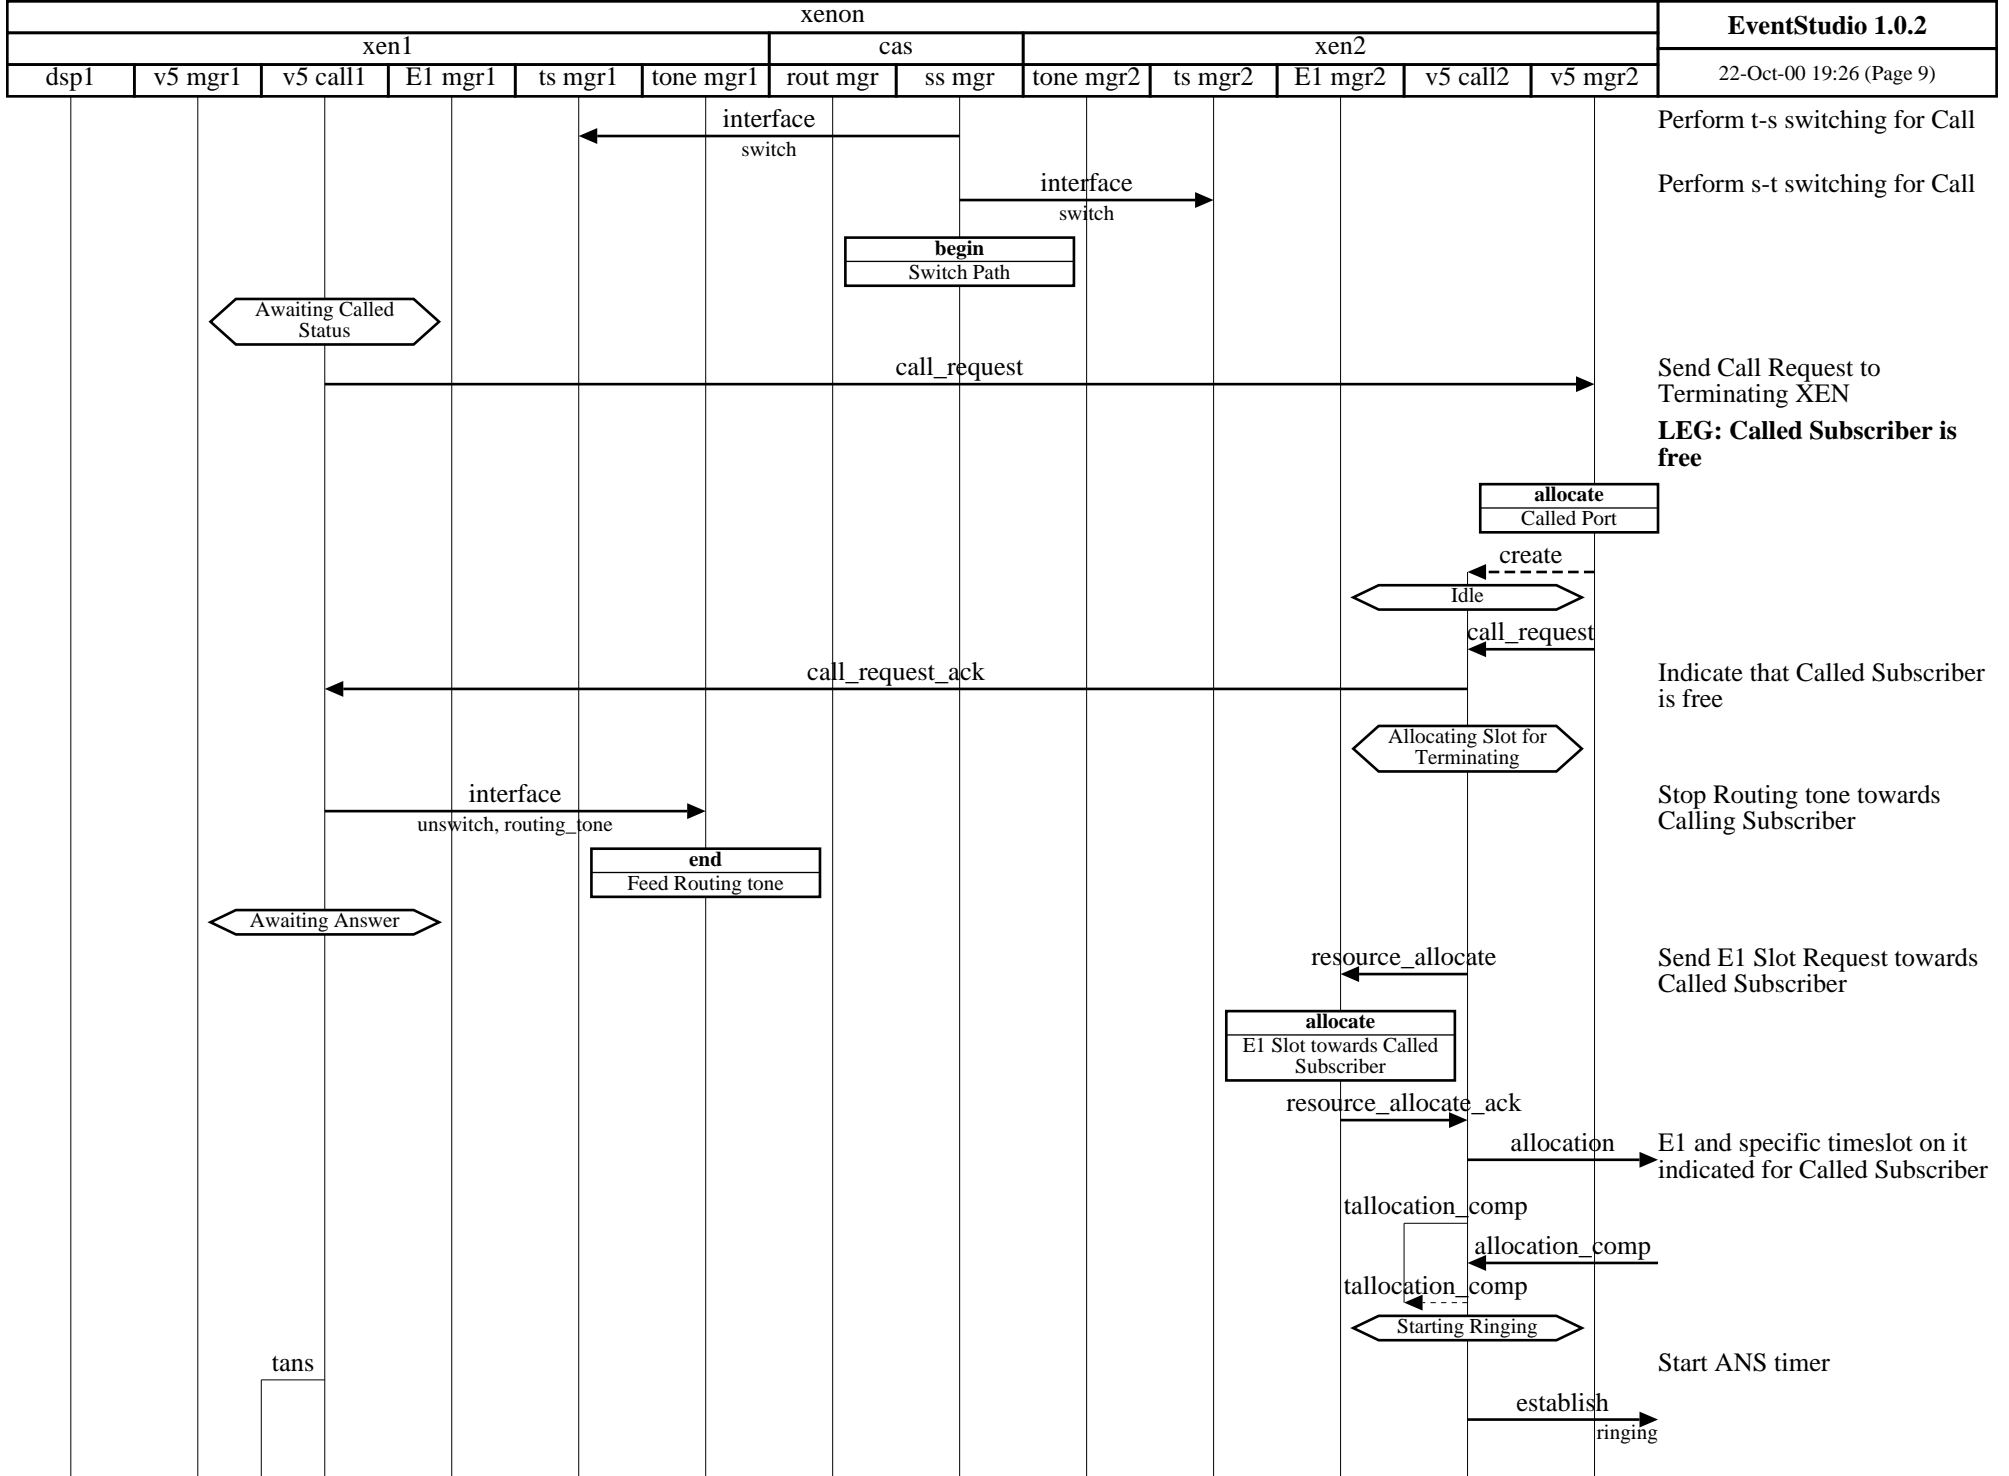 xenon
EventStudio 1.0.2
xen1 cas xen2
dsp1 v5 mgr1 v5 call1 E1 mgr1 ts mgr1 tone mgr1 rout mgr ss mgr tone mgr2 ts mgr2 E1 mgr2 v5 call2 v5 mgr2
22-Oct-00 19:26 (Page 9)
interface
Perform t-s switching for Call
switch
interface
Perform s-t switching for Call
switch
begin
Switch Path
Awaiting Called
Status
call_request
Send Call Request to
Terminating XEN
LEG: Called Subscriber is
free
allocate
Called Port
create
Idle
call_request
call_request_ack
Indicate that Called Subscriber
is free
Allocating Slot for
Terminating
interface
unswitch, routing_tone
Stop Routing tone towards
Calling Subscriber
end
Feed Routing tone
Awaiting Answer
resource_allocate
Send E1 Slot Request towards
Called Subscriber
allocate
E1 Slot towards Called
Subscriber
resource_allocate_ack
allocation
E1 and specific timeslot on it
indicated for Called Subscriber
tallocation_comp
allocation_comp
tallocation_comp
Starting Ringing
tans
Start ANS timer
establish
ringing